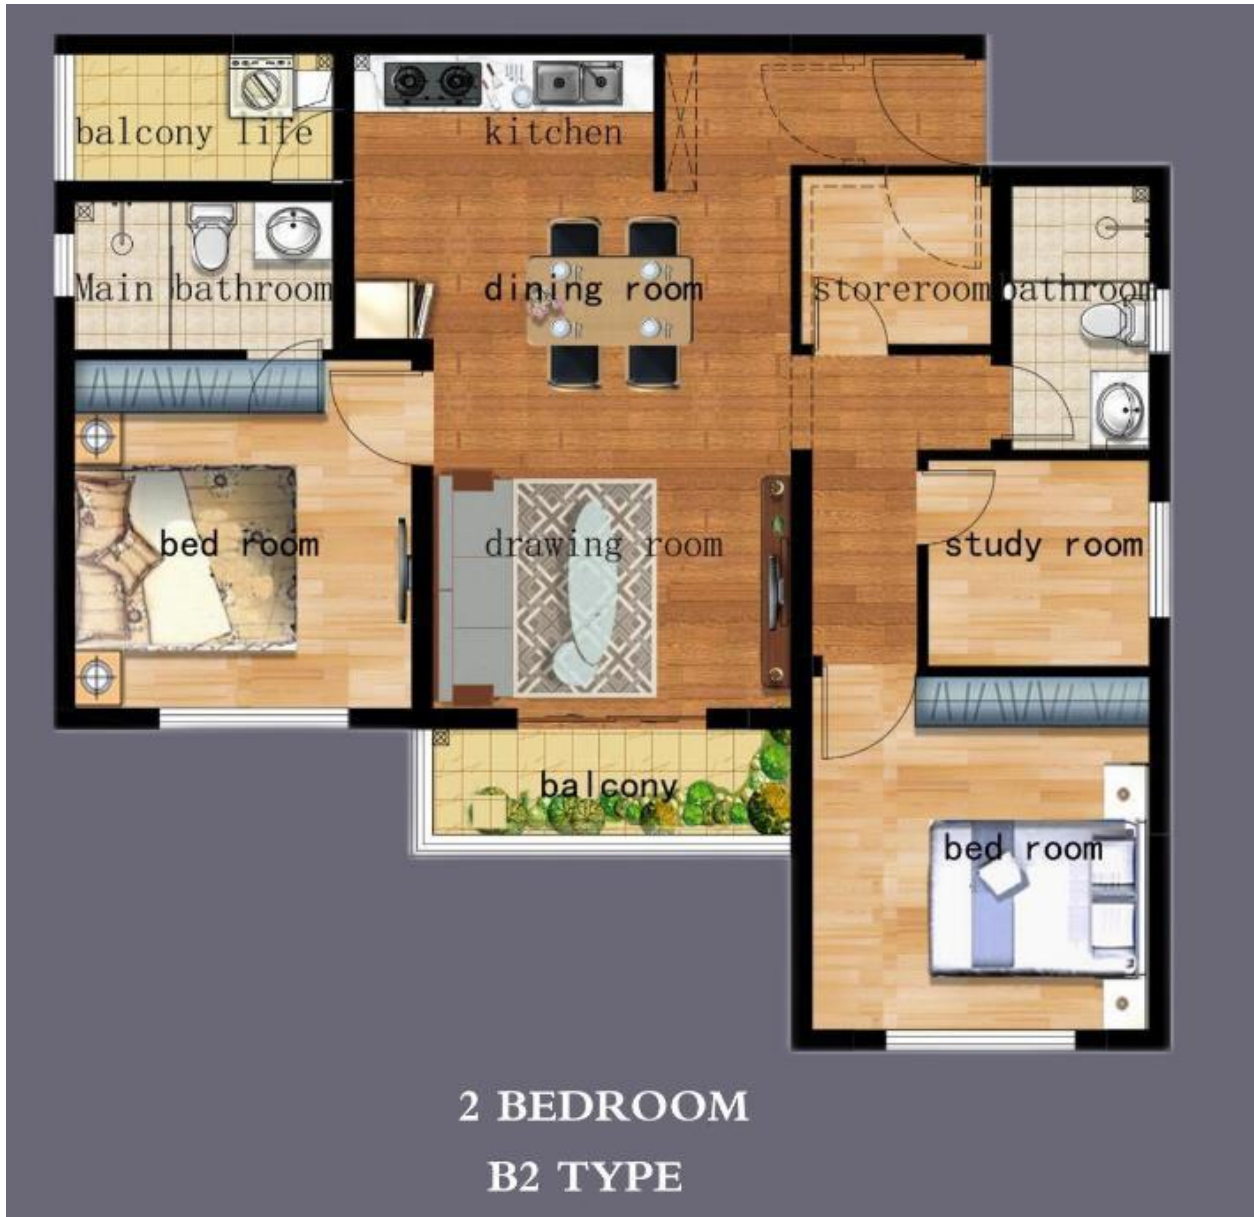 balcony life
kitchen
Main bathroom
dining room
storeroom
bathroom
bed room
drawing room
study room
balcony
bed room
2 BEDROOM
B2 TYPE